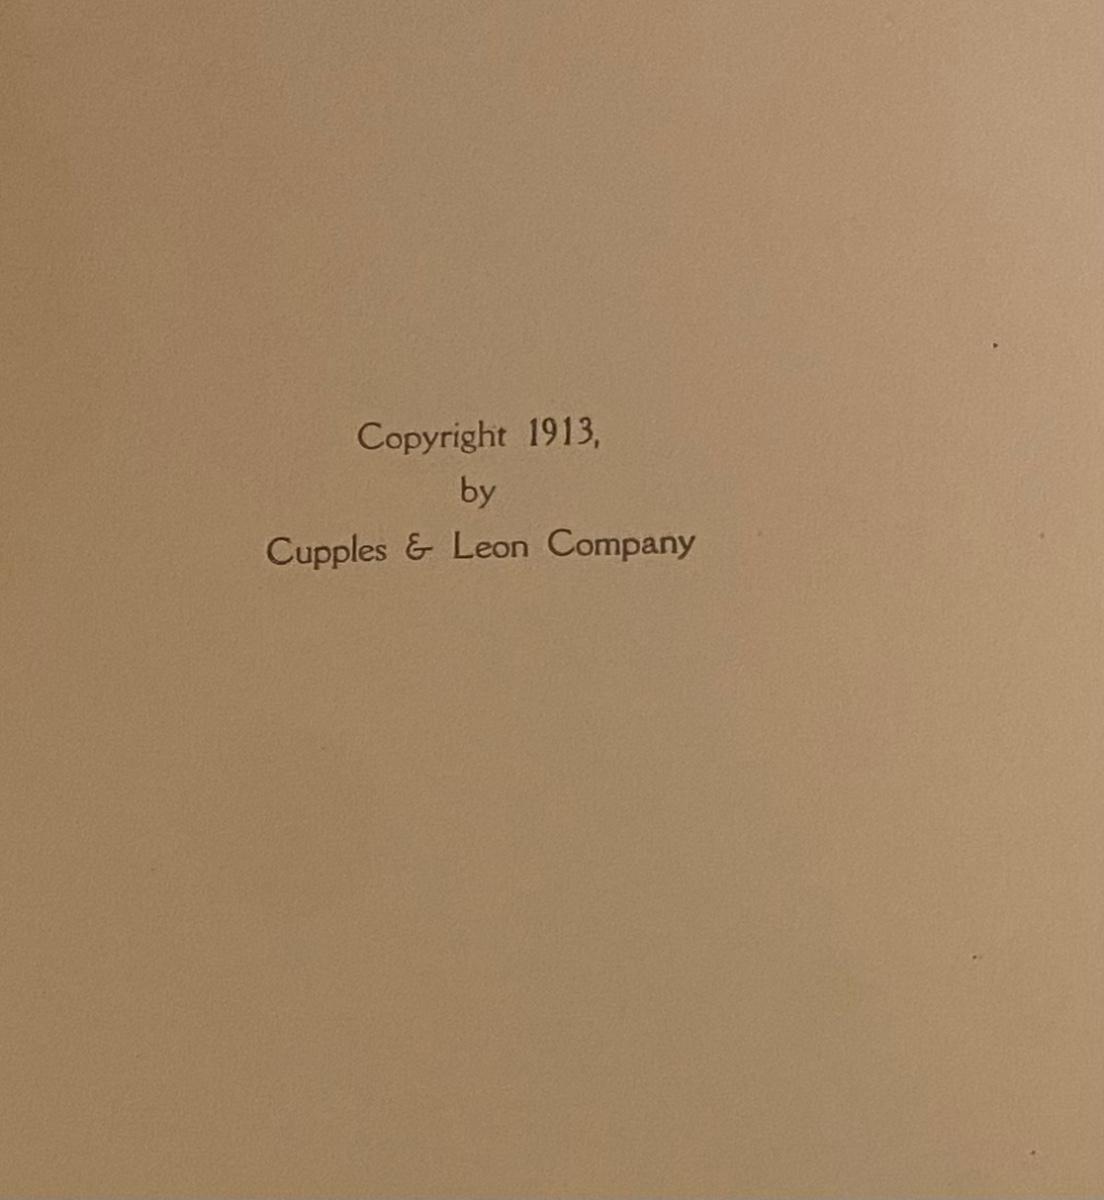 Copyright 1913,
by
Cupples & Leon Company